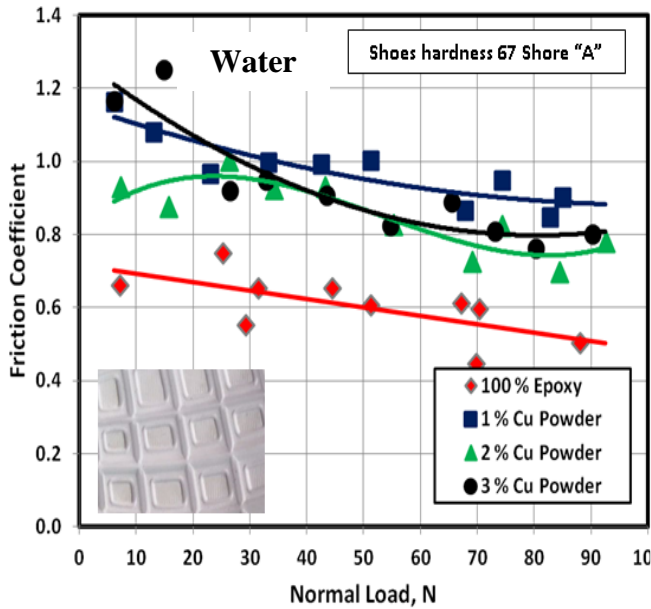 Water
Shoes hardness 67 Shore “A”
Friction Coefficient
1.4
1.2
1.0
0.8
0.6
0.4
0.2
0.0
100 % Epoxy
1 % Cu Powder
2 % Cu Powder
3 % Cu Powder
0 10 20 30 40 50 60 70 80 90 10
Normal Load, N